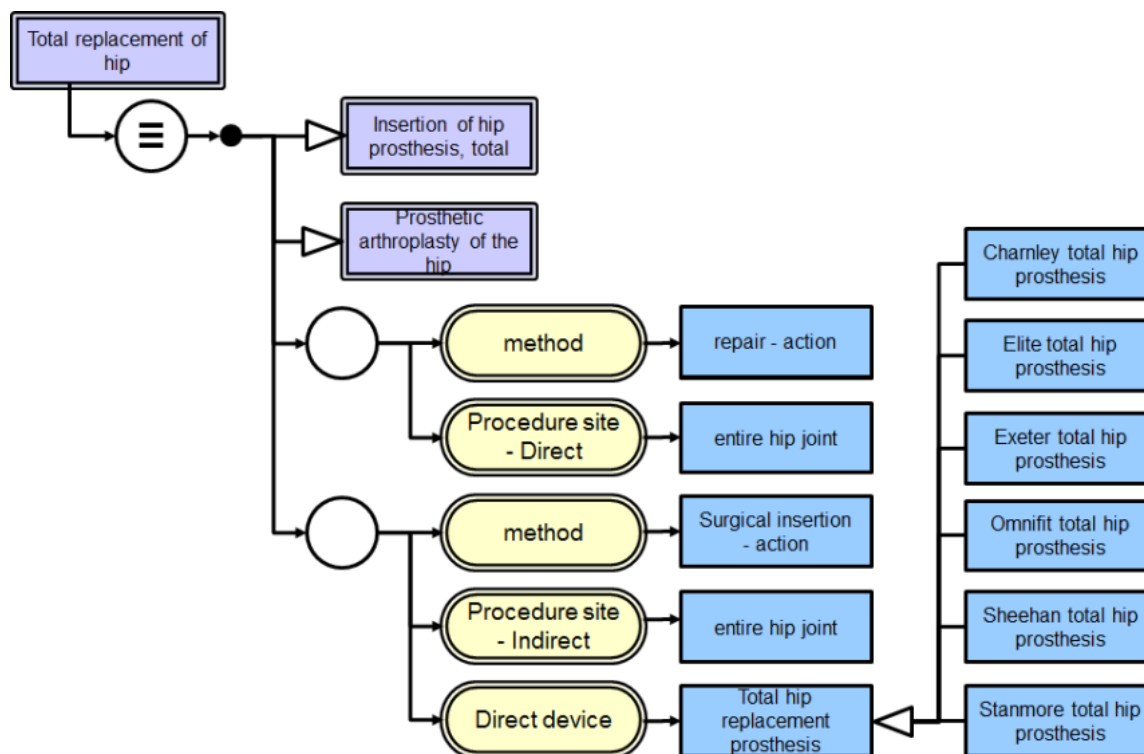 Total replacement of
hip
Insertion of hip
prosthesis, total
Prosthetic
arthroplasty of the
hip
method
repair - action
Procedure site
- Direct
entire hip joint
method
Surgical insertion
- action
Procedure site
- Indirect
entire hip joint
Direct device
Total hip
replacement
prosthesis
Charnley total hip
prosthesis
Elite total hip
prosthesis
Exeter total hip
prosthesis
Omnifit total hip
prosthesis
Sheehan total hip
prosthesis
Stanmore total hip
prosthesis